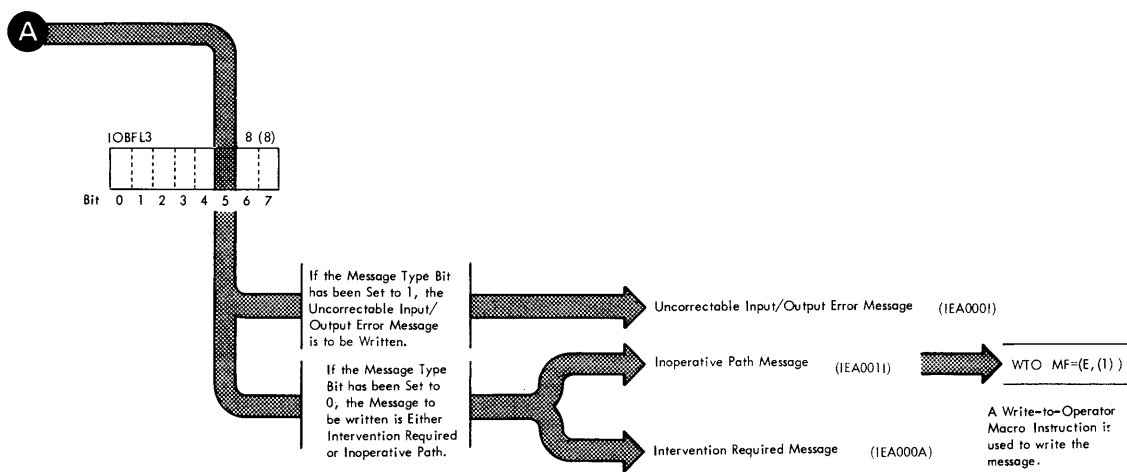 A
IOBFL3 8 (8)
Bit 0 1 2 3 4 5 6 7
If the Message Type Bit
has been Set to 1, the
Uncorrectable Input/
Output Error Message
is to be Written.
Uncorrectable Input/Output Error Message (IEA000I)
If the Message Type
Bit has been Set to
0, the Message to
be written is Either
Intervention Required
or Inoperative Path.
Inoperative Path Message (IEA001I)
WTO MF=(E,(1))
A Write-to-Operator
Macro Instruction is
used to write the
message.
Intervention Required Message (IEA000A)